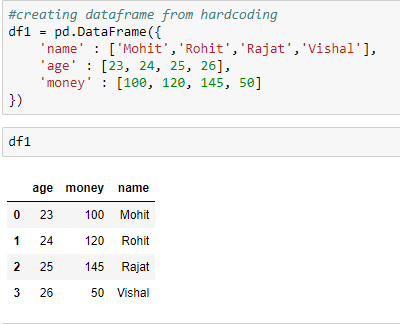 #creating dataframe from hardcoding
df1 = pd.DataFrame({
    'name' : ['Mohit','Rohit','Rajat','Vishal'],
    'age' : [23, 24, 25, 26],
    'money' : [100, 120, 145, 50]
})
df1
age money name
0 23 100 Mohit
1 24 120 Rohit
2 25 145 Rajat
3 26 50 Vishal